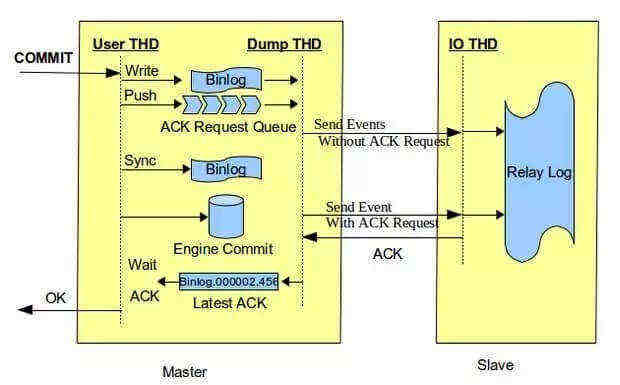 User THD
Dump THD
IO THD
COMMIT
Write
Binlog
Push
ACK Request Queue
Send Events
Without ACK Request
Sync
Binlog
Relay Log
Send Event
With ACK Request
Engine Commit
ACK
Wait
ACK
Binlog.000002.456
Latest ACK
OK
Master
Slave